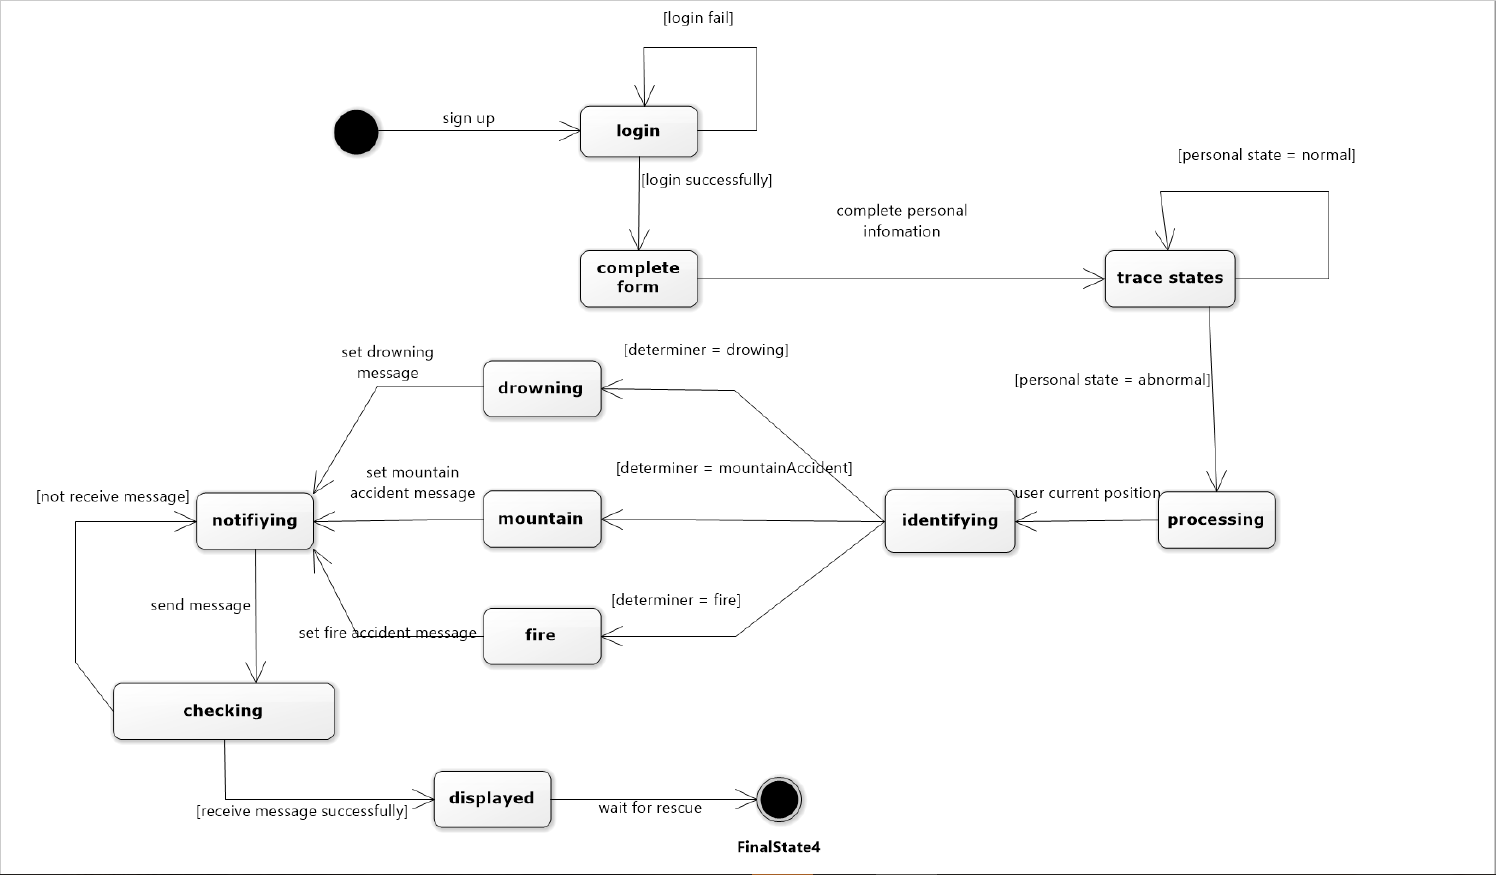 [login fail]
sign up
login
[login successfully]
[personal state = normal]
complete personal
infomation
complete
form
trace states
set drowning
message
drowning
[determiner = drowing]
[personal state = abnormal]
[not receive message]
set mountain
accident message
[determiner = mountainAccident]
notifiying
mountain
identifying
user current position
processing
send message
set fire accident message
fire
[determiner = fire]
checking
[receive message successfully]
displayed
wait for rescue
FinalState4